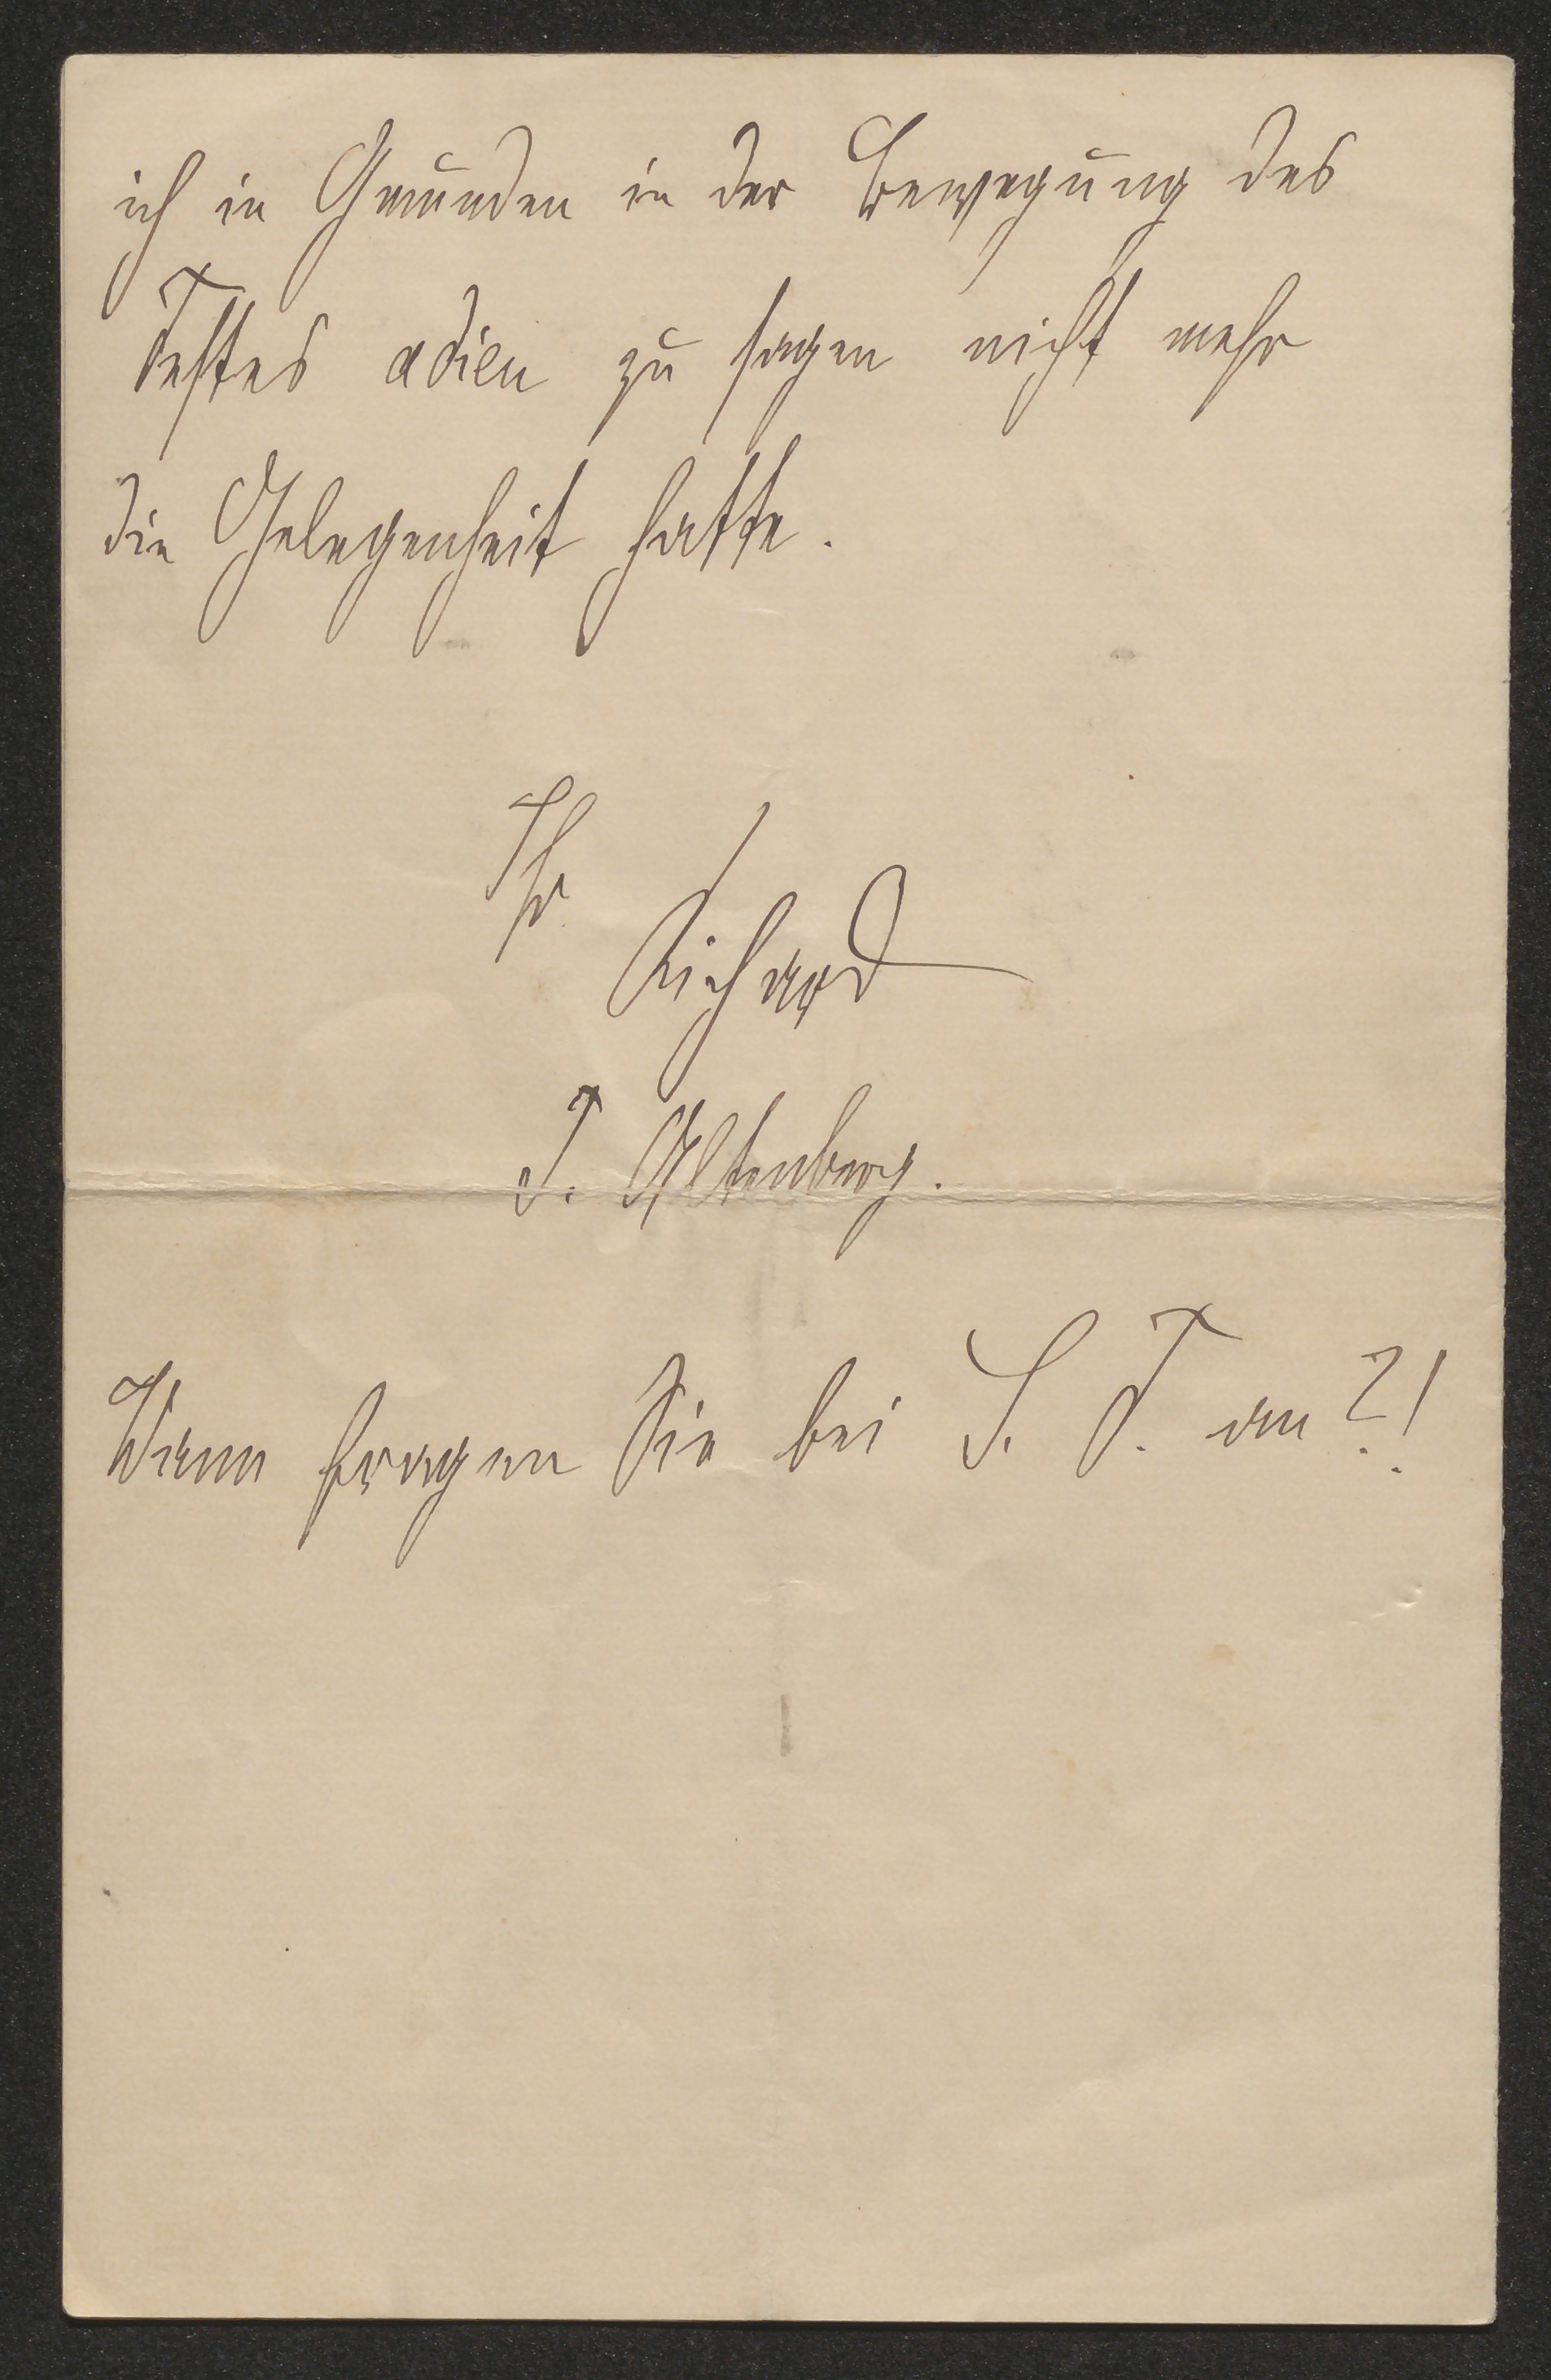 ich in Gmunden in der Bewegung des
Festes adieu zu sagen nicht mehr
die Gelegenheit hatte.
Ihr
Richard
P. Altenberg.
Wann fragen Sie bei S. F. an?!